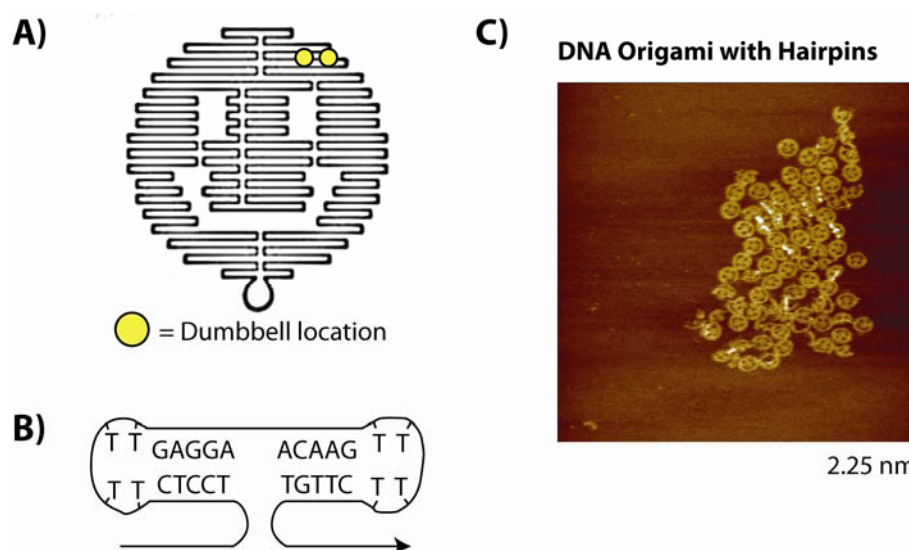 A)
= Dumbbell location
B)
T T GAGGA ACAAG T T
T T CTCCT TGTTC T T
C)
DNA Origami with Hairpins
2.25 nm